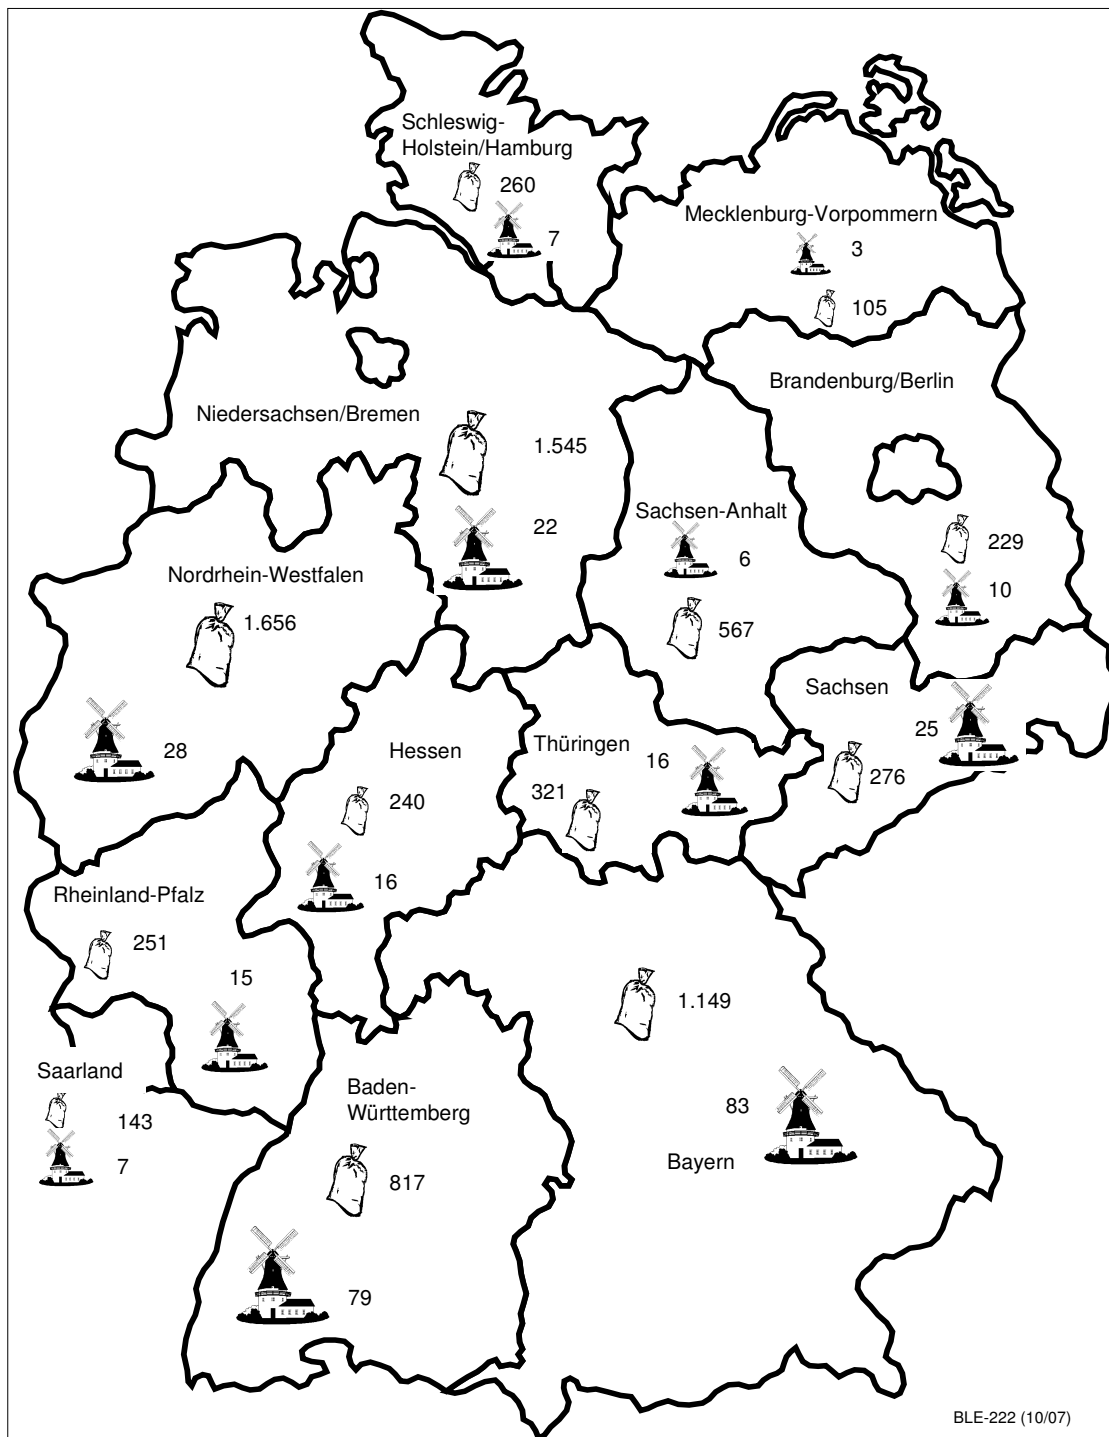 Schleswig-
Holstein/Hamburg
260
7
Mecklenburg-Vorpommern
3
105
Brandenburg/Berlin
229
10
Niedersachsen/Bremen
1.545
22
Sachsen-Anhalt
6
567
Nordrhein-Westfalen
1.656
28
Sachsen
25
276
Hessen
240
16
Thüringen
16
321
Rheinland-Pfalz
251
15
Saarland
143
7
Baden-
Württemberg
817
79
1.149
83
Bayern
BLE-222 (10/07)